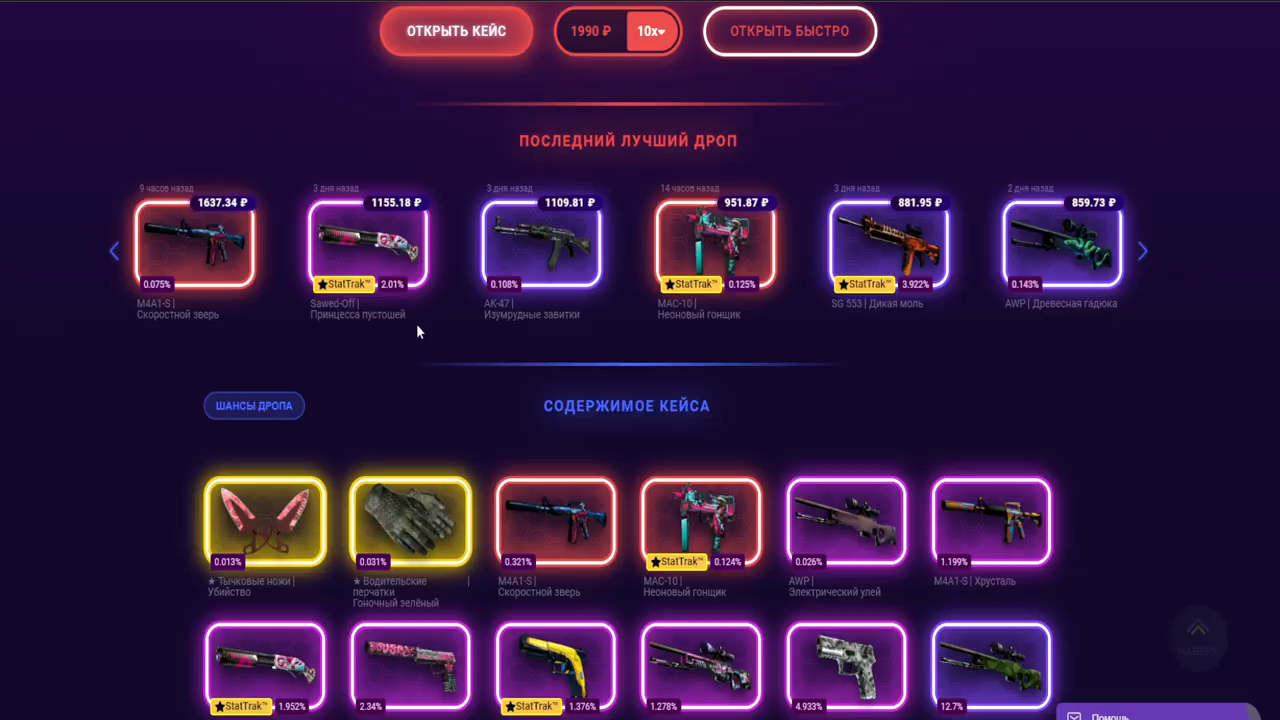 ОТКРЫТЬ КЕЙС
1990 ₽
10x
ОТКРЫТЬ БЫСТРО
ПОСЛЕДНИЙ ЛУЧШИЙ ДРОП
9 часов назад
1637.34 ₽
0.075%
M4A1-S |
Скоростной зверь
3 дня назад
1155.18 ₽
StatTrak™
2.01%
Sawed-Off |
Принцесса пустошей
3 дня назад
1109.81 ₽
0.108%
AK-47 |
Изумрудные завитки
14 часов назад
951.87 ₽
StatTrak™
0.125%
MAC-10 |
Неоновый гонщик
3 дня назад
881.95 ₽
StatTrak™
3.922%
SG 553 | Дикая моль
2 дня назад
859.73 ₽
0.143%
AWP | Древесная гадюка
ШАНСЫ ДРОПА
СОДЕРЖИМОЕ КЕЙСА
0.013%
★ Тычковые ножи |
Убийство
0.031%
★ Водительские |
перчатки
Гоночный зелёный
0.321%
M4A1-S |
Скоростной зверь
StatTrak™
0.124%
MAC-10 |
Неоновый гонщик
0.026%
AWP |
Электрический улей
1.199%
M4A1-S | Хрусталь
StatTrak™
1.952%
2.34%
StatTrak™
1.376%
1.278%
4.933%
12.7%
НАВЕРХ
Помощь